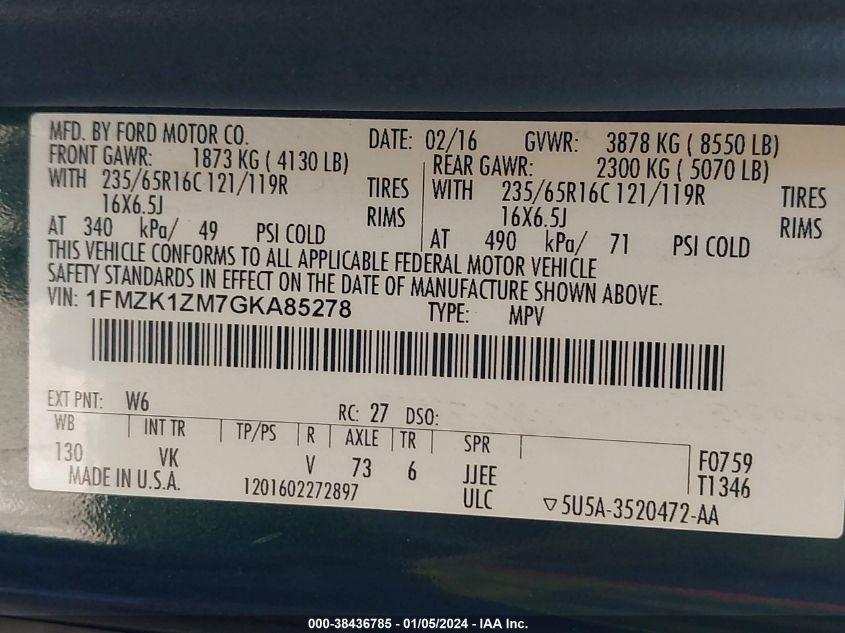 MFD. BY FORD MOTOR CO. DATE: 02/16 GVWR: 3878 KG ( 8550 LB)
FRONT GAWR: 1873 KG ( 4130 LB) REAR GAWR: 2300 KG ( 5070 LB)
WITH 235/65R16C 121/119R TIRES WITH 235/65R16C 121/119R TIRES
16X6.5J RIMS 16X6.5J RIMS
AT 340 kPa/ 49 PSI COLD AT 490 kPa/ 71 PSI COLD
THIS VEHICLE CONFORMS TO ALL APPLICABLE FEDERAL MOTOR VEHICLE
SAFETY STANDARDS IN EFFECT ON THE DATE OF MANUFACTURE SHOWN ABOVE.
VIN: 1FMZK1ZM7GKA85278 TYPE: MPV
EXT PNT: W6 RC: 27 DSO:
WB INT TR TP/PS R AXLE TR SPR
130 VK V 73 6 JJEE F0759
MADE IN U.S.A. 1201602272897 ULC T1346
▽5U5A-3520472-AA
000-38436785 - 01/05/2024 - IAA Inc.